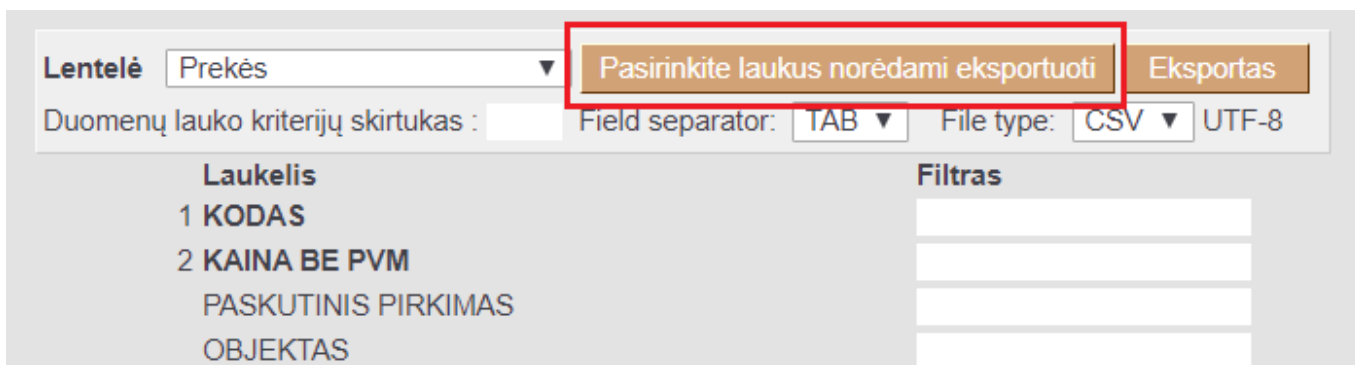 Lentelė Prekės ▼ Pasirinkite laukus norėdami eksportuoti Eksportas
Duomenų lauko kriterijų skirtukas : Field separator: TAB ▼ File type: CSV ▼ UTF-8
Laukelis Filtras
1 KODAS
2 KAINA BE PVM
PASKUTINIS PIRKIMAS
OBJEKTAS